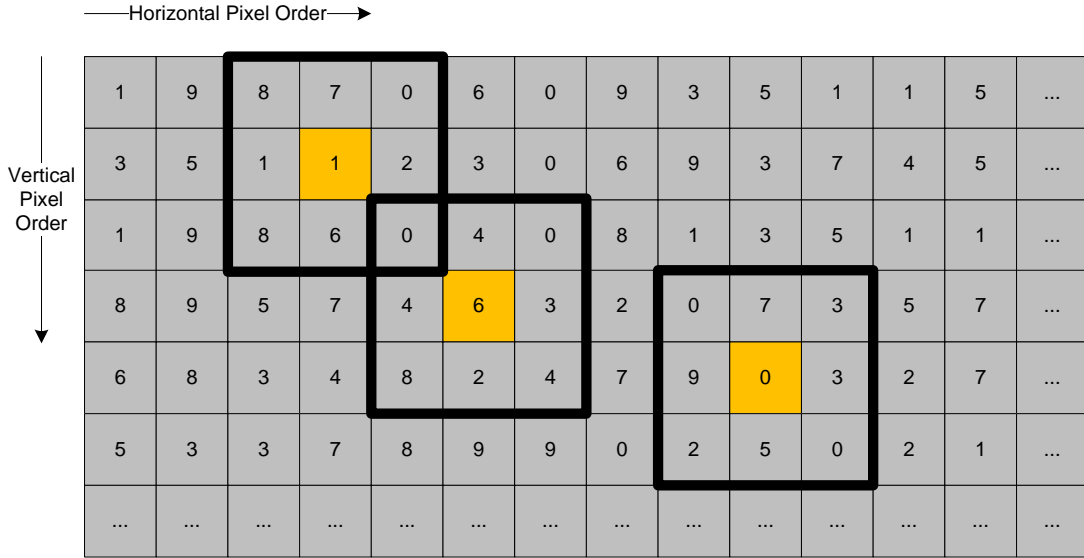 Horizontal Pixel Order
Vertical
Pixel
Order
1 9 8 7 0 6 0 9 3 5 1 1 5 ...
3 5 1 1 2 3 0 6 9 3 7 4 5 ...
1 9 8 6 0 4 0 8 1 3 5 1 1 ...
8 9 5 7 4 6 3 2 0 7 3 5 7 ...
6 8 3 4 8 2 4 7 9 0 3 2 7 ...
5 3 3 7 8 9 9 0 2 5 0 2 1 ...
... ... ... ... ... ... ... ... ... ... ... ... ... ...